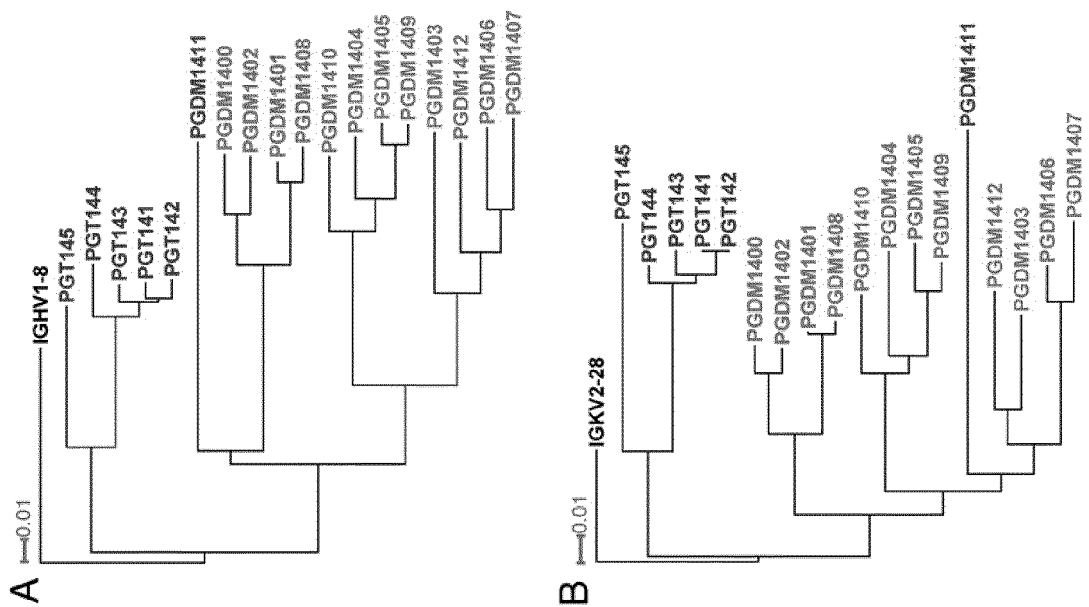 A
0.01
IGHV1-8
PGT145
PGT144
PGT143
PGT141
PGT142
PGDM1411
PGDM1400
PGDM1402
PGDM1401
PGDM1408
PGDM1410
PGDM1404
PGDM1405
PGDM1409
PGDM1403
PGDM1412
PGDM1406
PGDM1407
B
0.01
IGKV2-28
PGT145
PGT144
PGT143
PGT141
PGT142
PGDM1400
PGDM1402
PGDM1401
PGDM1408
PGDM1410
PGDM1404
PGDM1405
PGDM1409
PGDM1411
PGDM1412
PGDM1403
PGDM1406
PGDM1407